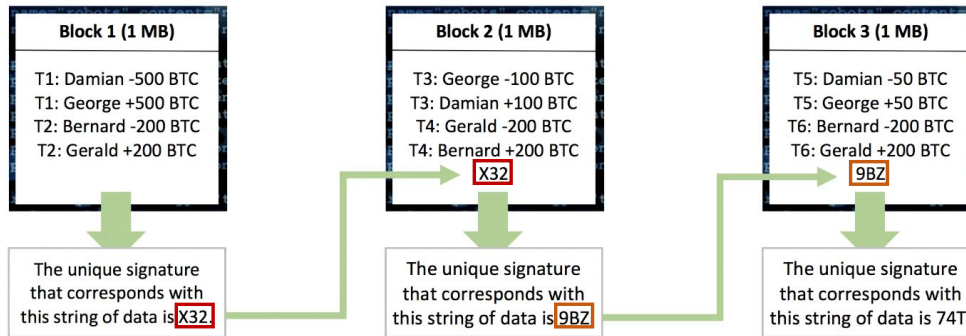 Block 1 (1 MB)
T1: Damian -500 BTC
T1: George +500 BTC
T2: Bernard -200 BTC
T2: Gerald +200 BTC
The unique signature
that corresponds with
this string of data is X32.
Block 2 (1 MB)
T3: George -100 BTC
T3: Damian +100 BTC
T4: Gerald -200 BTC
T4: Bernard +200 BTC
X32
The unique signature
that corresponds with
this string of data is 9BZ
Block 3 (1 MB)
T5: Damian -50 BTC
T5: George +50 BTC
T6: Bernard -200 BTC
T6: Gerald +200 BTC
9BZ
The unique signature
that corresponds with
this string of data is 74T